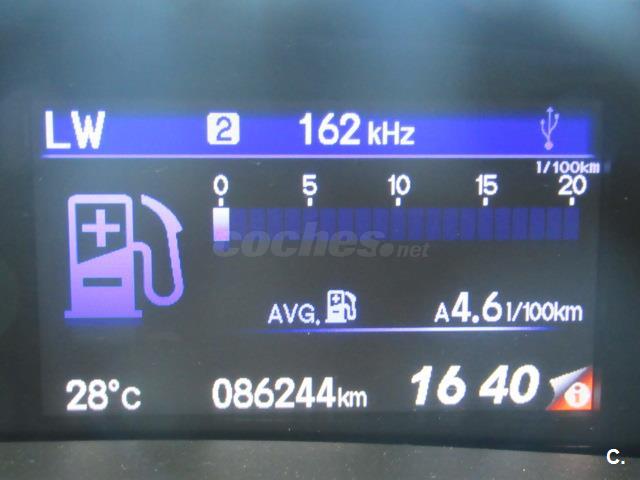 LW 2 162 kHz
l/100km
0 5 10 15 20
coches.net
AVG. A4.6 l/100km
28°C 086244km 16 40 i
C.